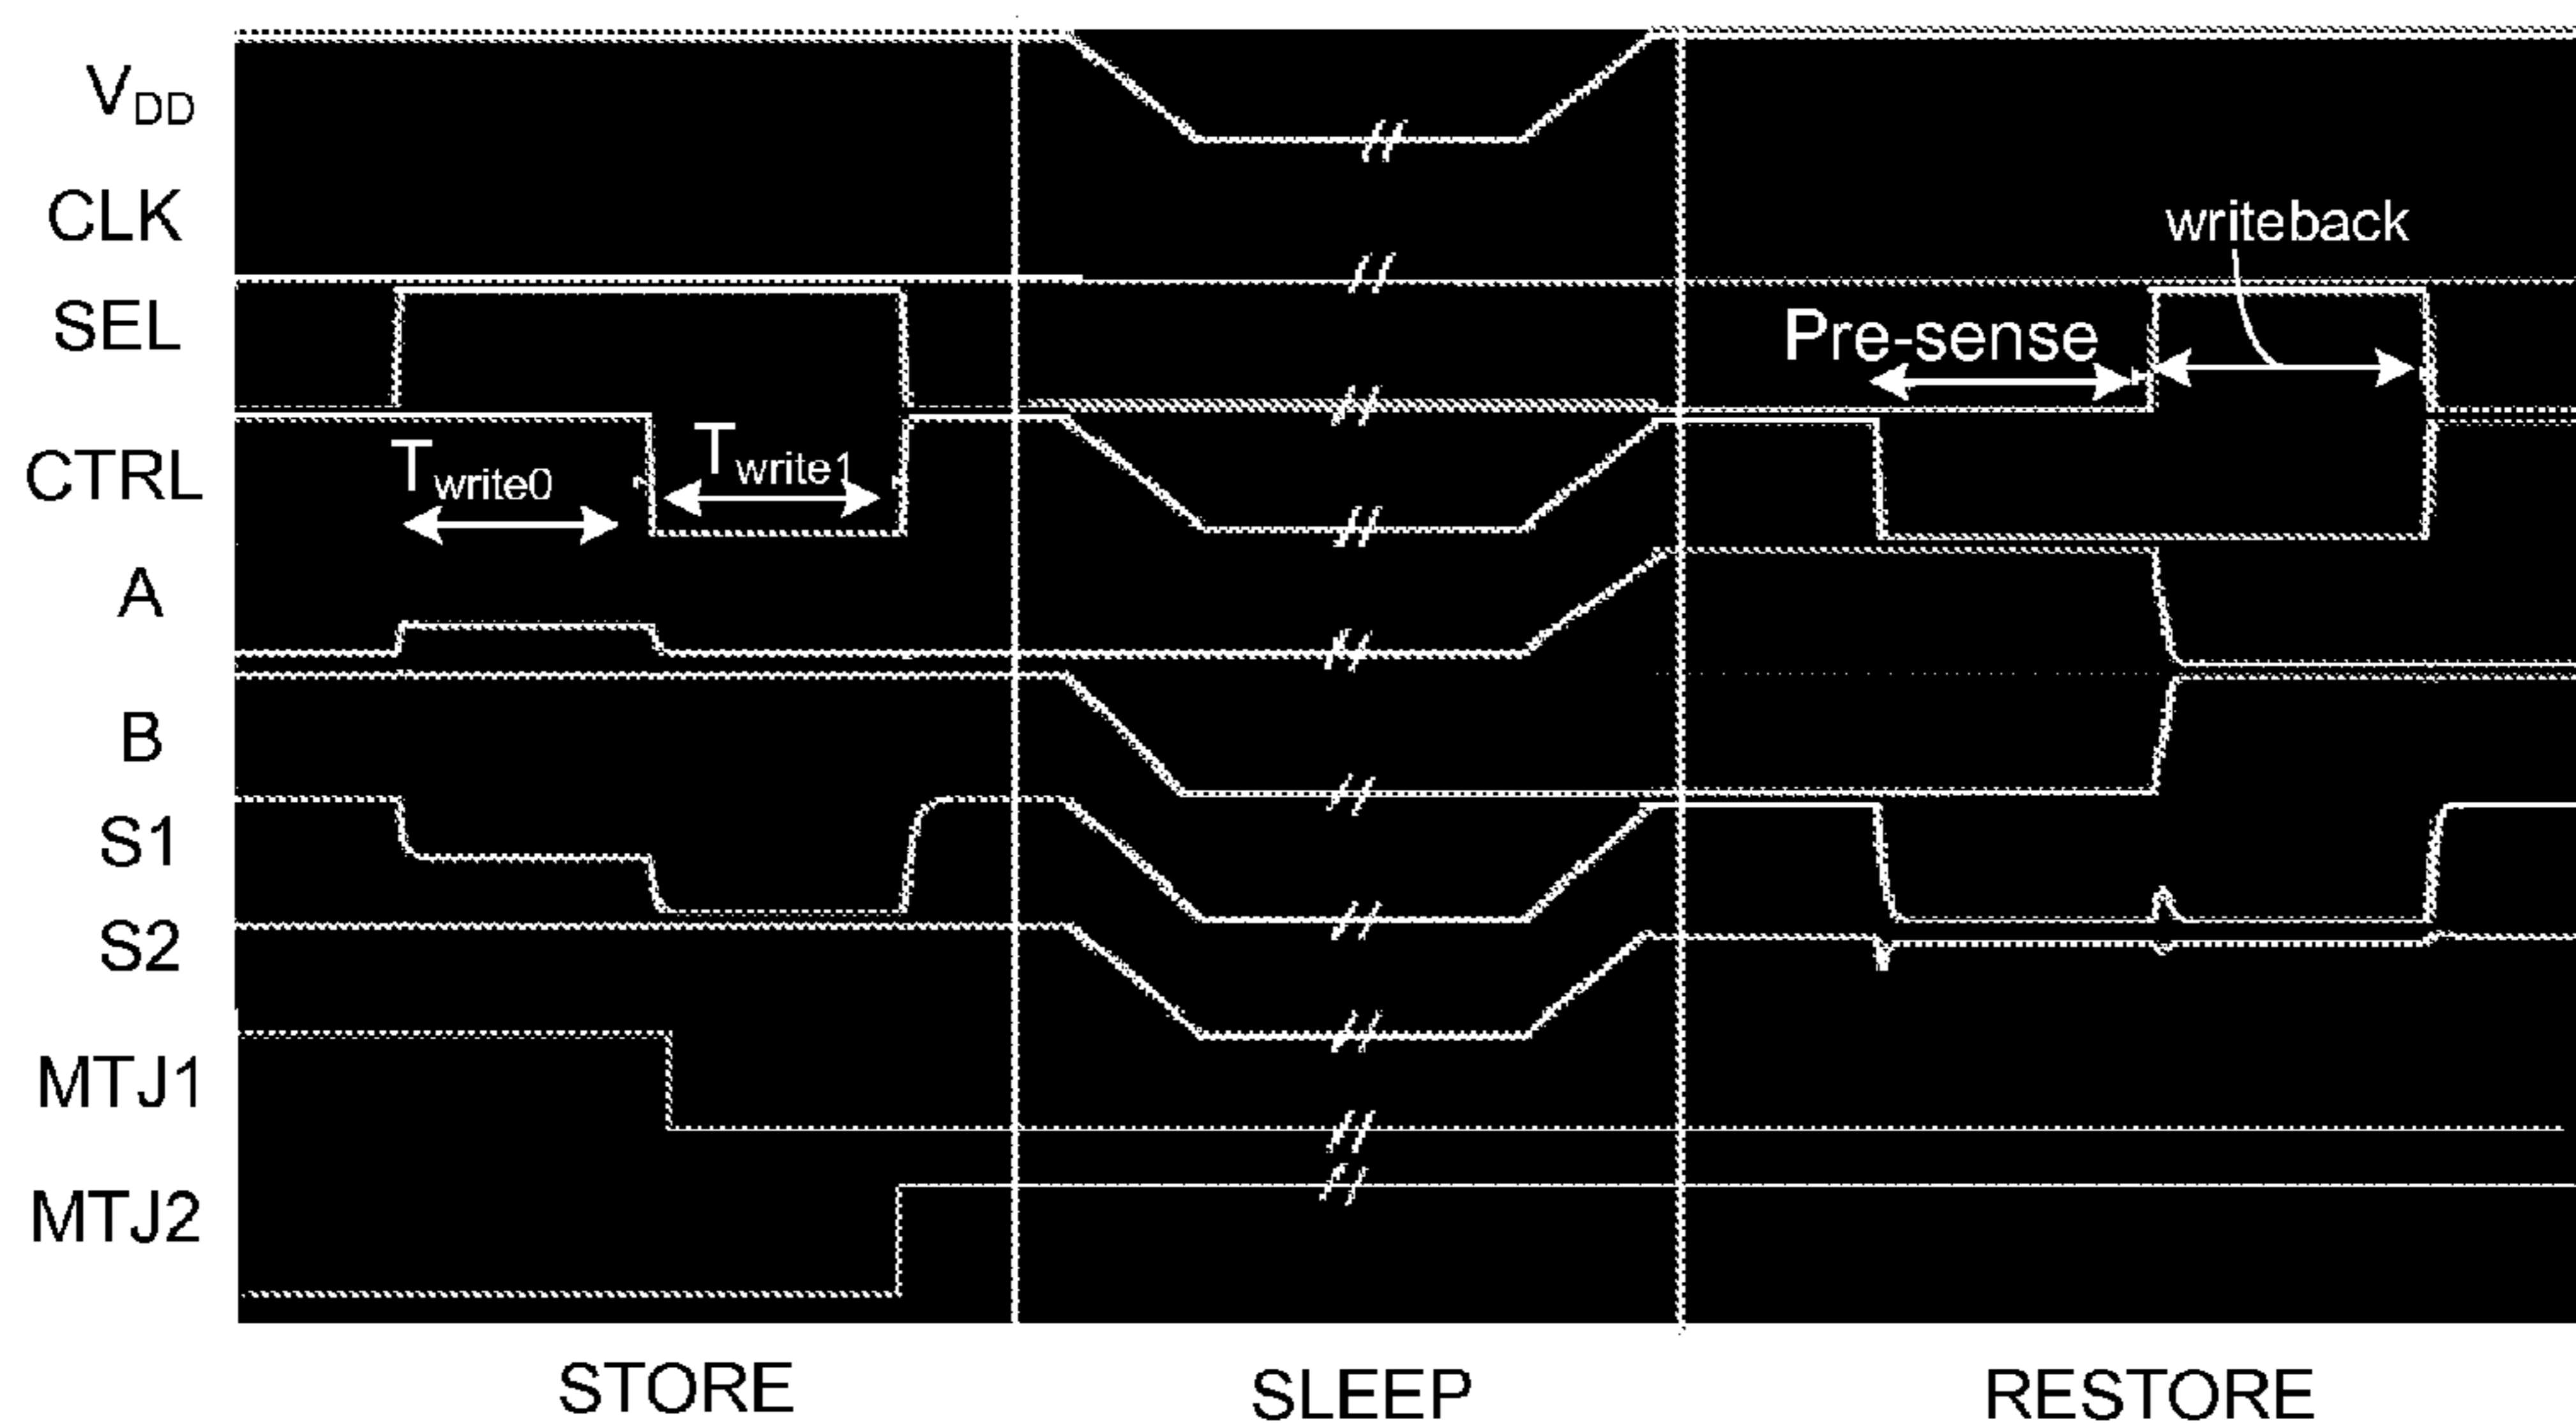 VDD
CLK
writeback
SEL
Pre-sense
CTRL
Twrite0
Twrite1
A
B
S1
S2
MTJ1
MTJ2
STORE
SLEEP
RESTORE